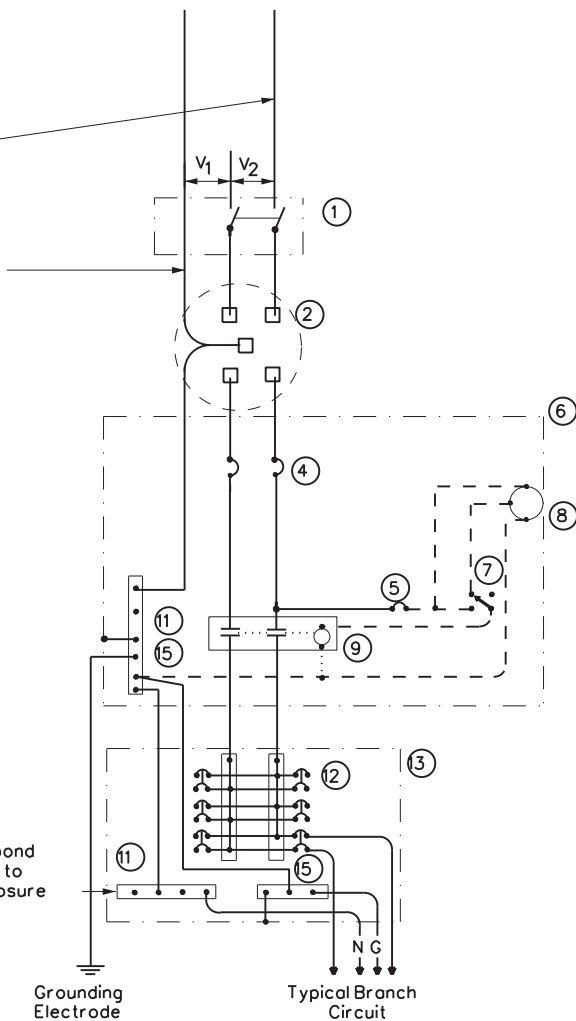 V1
V2
1
2
6
4
8
7
5
11
15
9
13
12
11
15
bond
to
osure
N G
Grounding
Electrode
Typical Branch
Circuit